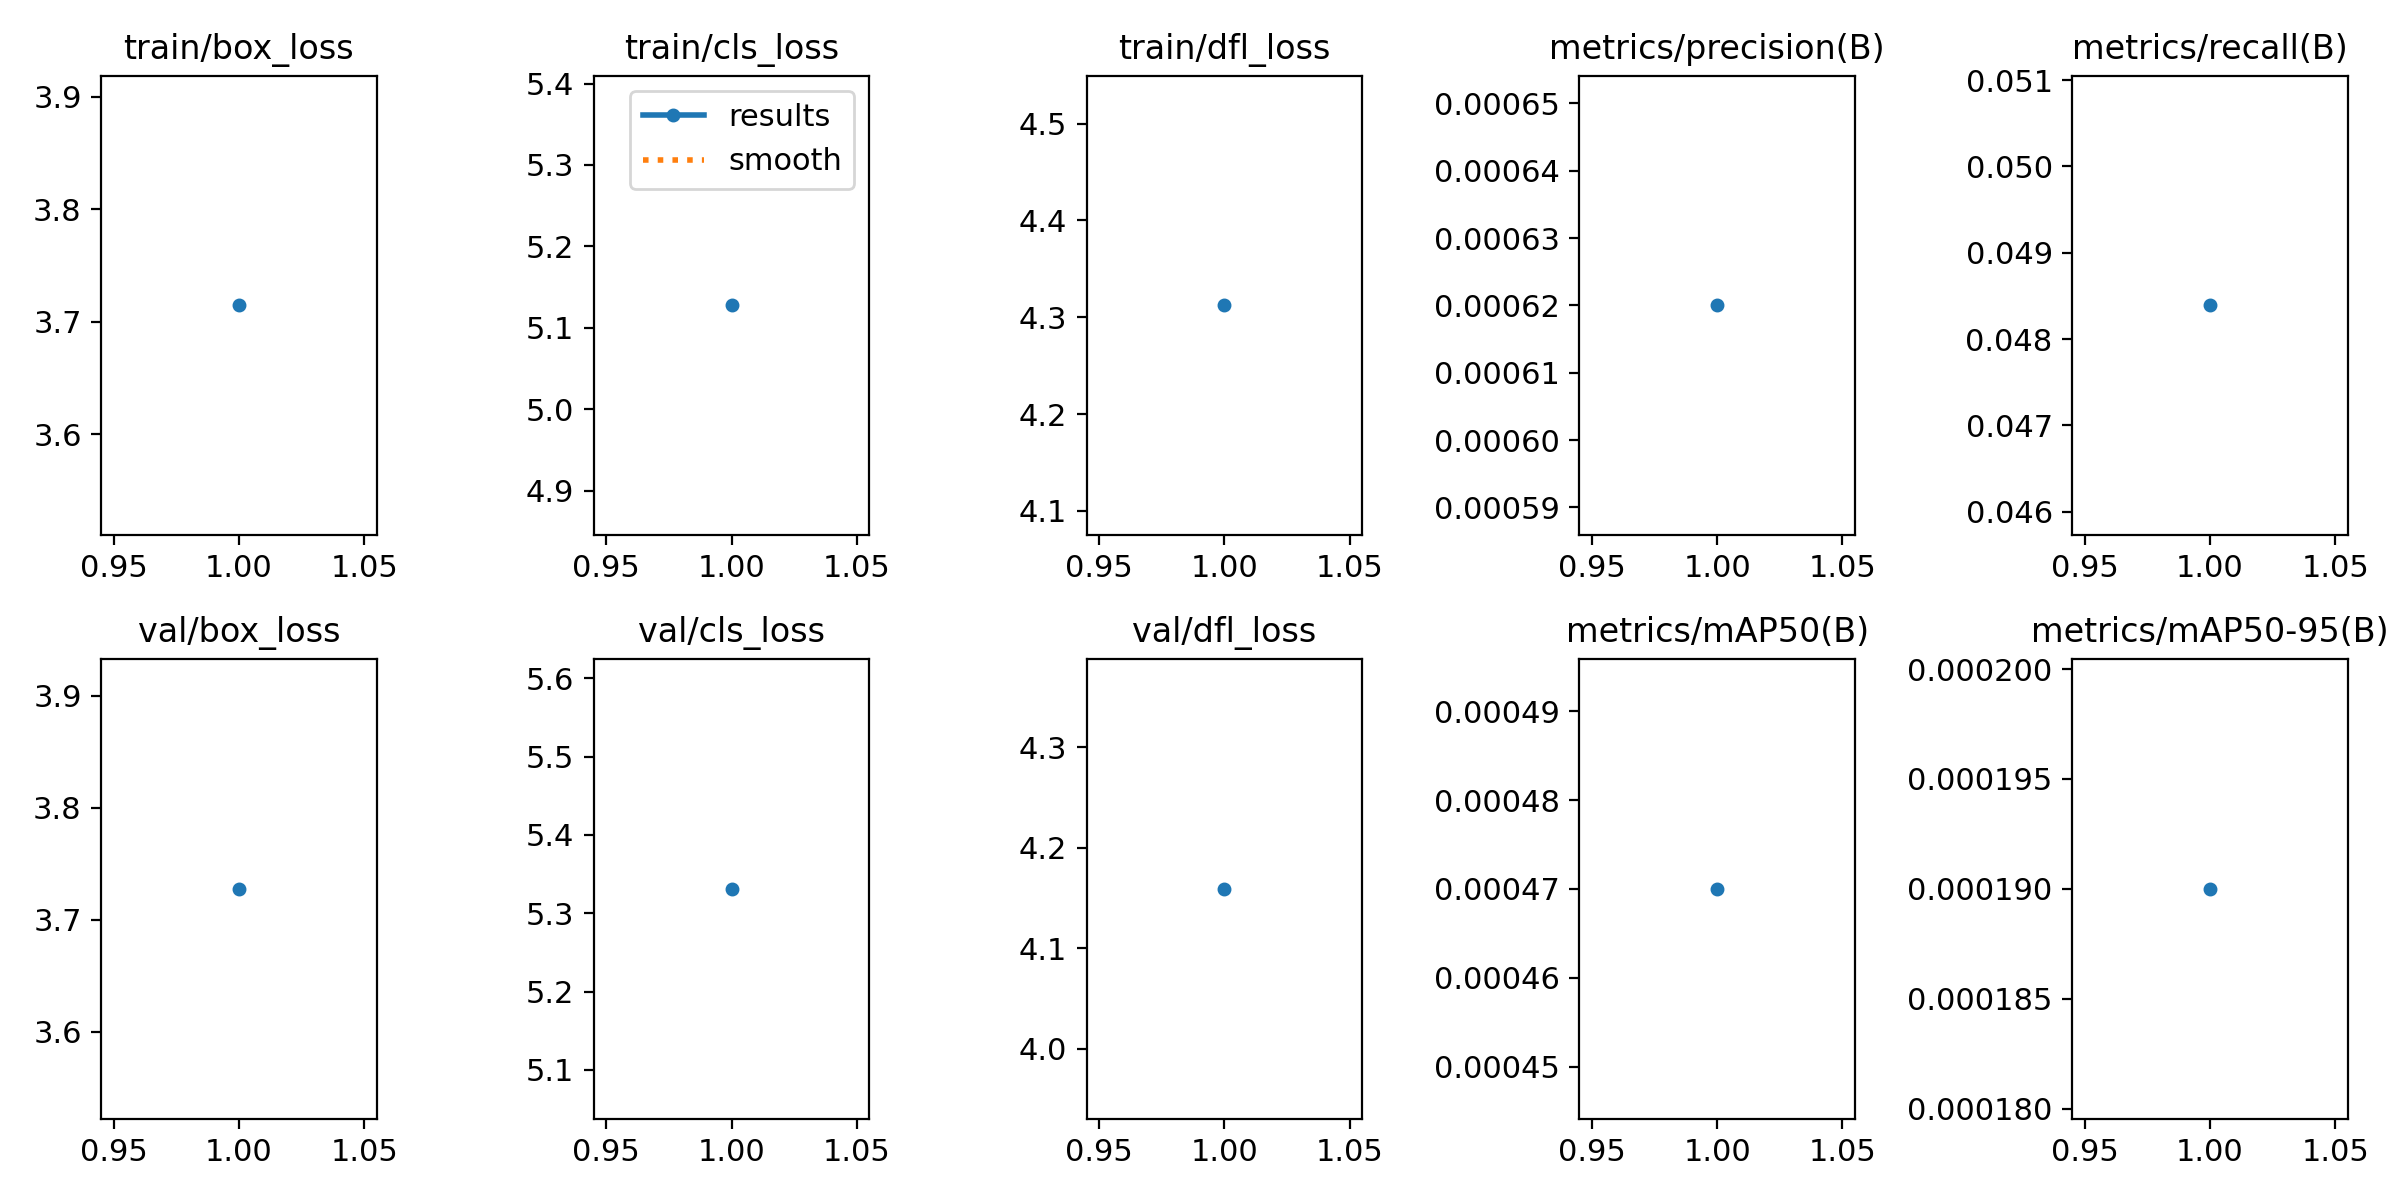 train/box_loss
3.9
3.8
3.7
3.6
0.95 1.00 1.05
train/cls_loss
5.4
5.3
5.2
5.1
5.0
4.9
results
smooth
0.95 1.00 1.05
train/dfl_loss
4.5
4.4
4.3
4.2
4.1
0.95 1.00 1.05
metrics/precision(B)
0.00065
0.00064
0.00063
0.00062
0.00061
0.00060
0.00059
0.95 1.00 1.05
metrics/recall(B)
0.051
0.050
0.049
0.048
0.047
0.046
0.95 1.00 1.05
val/box_loss
3.9
3.8
3.7
3.6
0.95 1.00 1.05
val/cls_loss
5.6
5.5
5.4
5.3
5.2
5.1
0.95 1.00 1.05
val/dfl_loss
4.3
4.2
4.1
4.0
0.95 1.00 1.05
metrics/mAP50(B)
0.00049
0.00048
0.00047
0.00046
0.00045
0.95 1.00 1.05
metrics/mAP50-95(B)
0.000200
0.000195
0.000190
0.000185
0.000180
0.95 1.00 1.05